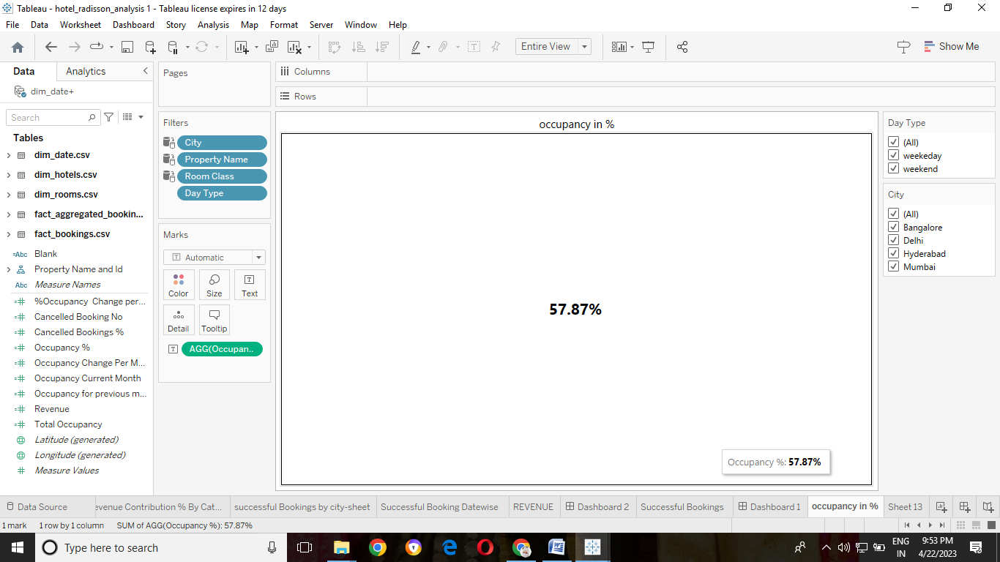 Tableau - hotel_radisson_analysis 1 - Tableau license expires in 12 days
File Data Worksheet Dashboard Story Analysis Map Format Server Window Help
Entire View
Show Me
Data Analytics
dim_date+
Search
Tables
dim_date.csv
dim_hotels.csv
dim_rooms.csv
fact_aggregated_bookin...
fact_bookings.csv
=Abc Blank
Property Name and Id
Abc Measure Names
%Occupancy Change per...
Cancelled Booking No
Cancelled Bookings %
Occupancy %
Occupancy Change Per M...
Occupancy Current Month
Occupancy for previous m...
Revenue
Total Occupancy
Latitude (generated)
Longitude (generated)
Measure Values
Pages
Filters
City
Property Name
Room Class
Day Type
Marks
T Automatic
Color Size Text
Detail Tooltip
T AGG(Occupan..
Columns
Rows
occupancy in %
57.87%
Occupancy %: 57.87%
Day Type
(All)
weekeday
weekend
City
(All)
Bangalore
Delhi
Hyderabad
Mumbai
Data Source evenue Contribution % By Cat... successful Bookings by city-sheet Successful Booking Datewise REVENUE Dashboard 2 Successful Bookings Dashboard 1 occupancy in % Sheet 13
1 mark 1 row by 1 column SUM of AGG(Occupancy %): 57.87%
Type here to search
ENG
IN
9:53 PM
4/22/2023